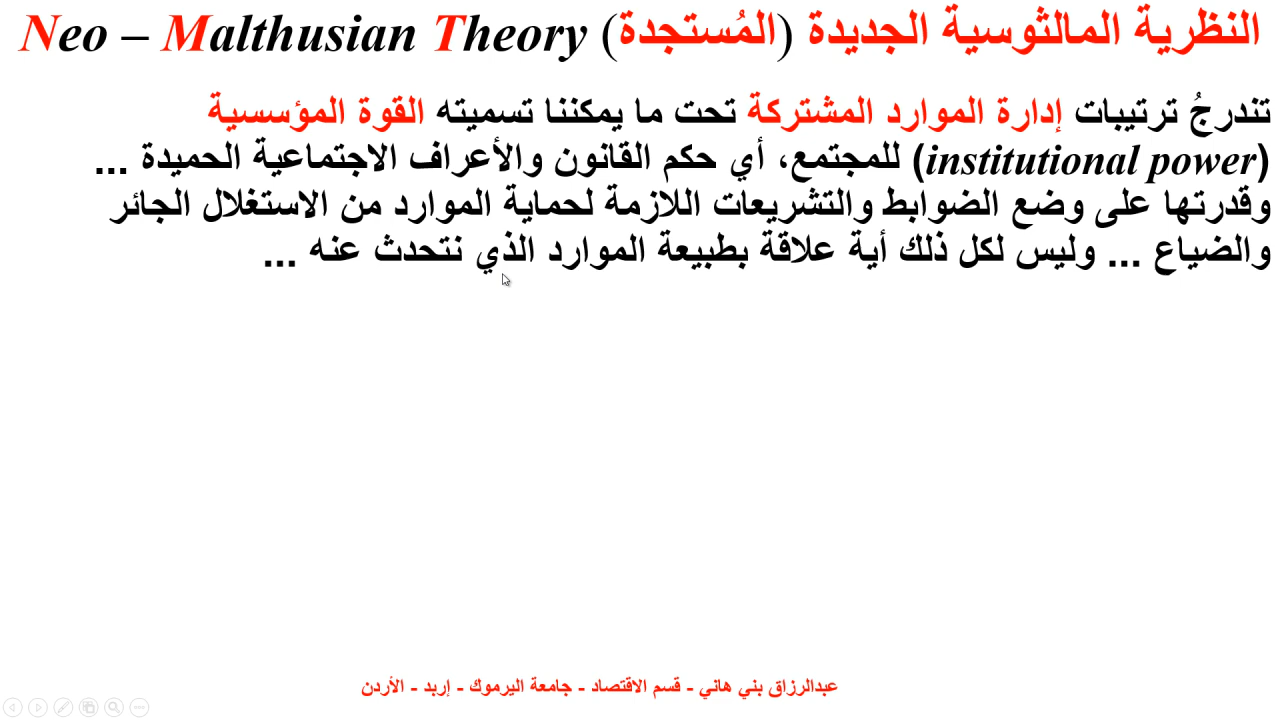 النظرية المالثوسية الجديدة (المُستجدة) Neo – Malthusian Theory
تندرجُ ترتيبات إدارة الموارد المشتركة تحت ما يمكننا تسميته القوة المؤسسية
(institutional power) للمجتمع، أي حكم القانون والأعراف الاجتماعية الحميدة ...
وقدرتها على وضع الضوابط والتشريعات اللازمة لحماية الموارد من الاستغلال الجائر
والضياع ... وليس لكل ذلك أية علاقة بطبيعة الموارد الذي نتحدث عنه ...
عبدالرزاق بني هاني - قسم الاقتصاد - جامعة اليرموك - إربد - الأردن